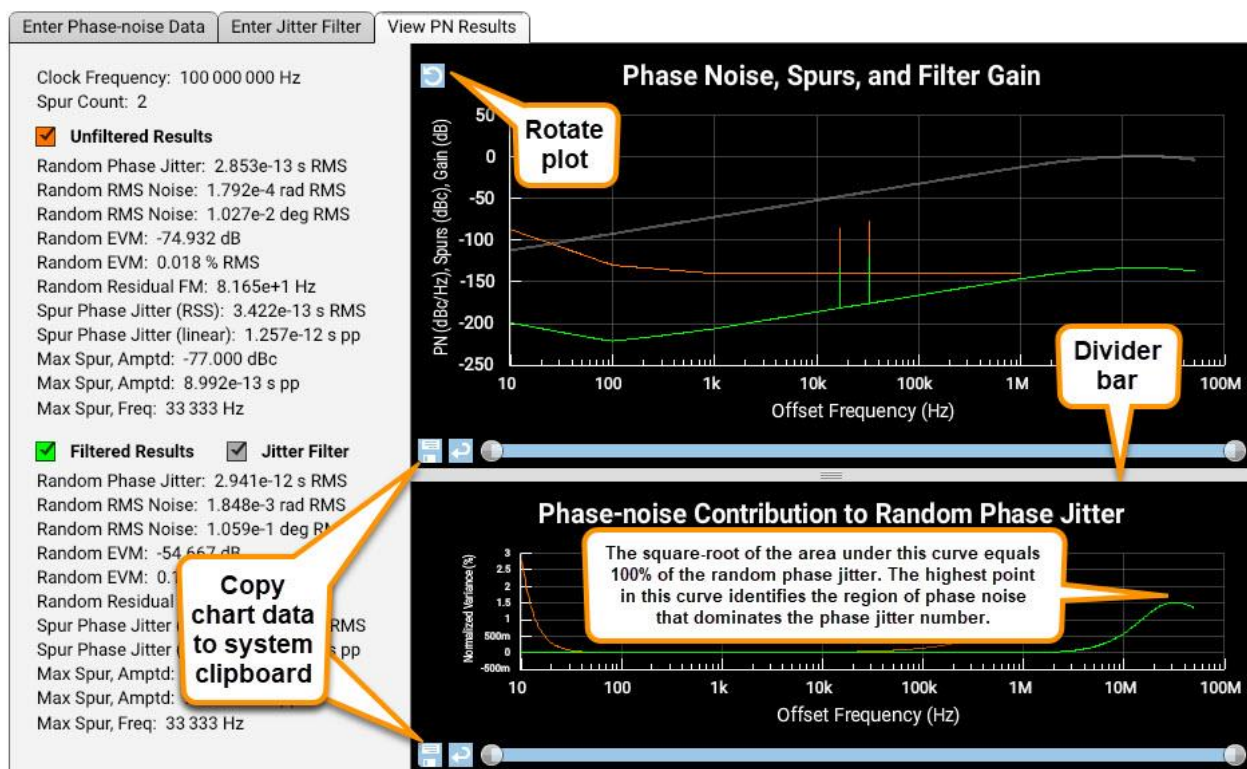 Enter Phase-noise Data
Enter Jitter Filter
View PN Results
Clock Frequency: 100 000 000 Hz
Spur Count: 2
Unfiltered Results
Random Phase Jitter: 2.853e-13 s RMS
Random RMS Noise: 1.792e-4 rad RMS
Random RMS Noise: 1.027e-2 deg RMS
Random EVM: -74.932 dB
Random EVM: 0.018 % RMS
Random Residual FM: 8.165e+1 Hz
Spur Phase Jitter (RSS): 3.422e-13 s RMS
Spur Phase Jitter (linear): 1.257e-12 s pp
Max Spur, Amptd: -77.000 dBc
Max Spur, Amptd: 8.992e-13 s pp
Max Spur, Freq: 33 333 Hz
Filtered Results
Jitter Filter
Random Phase Jitter: 2.941e-12 s RMS
Random RMS Noise: 1.848e-3 rad RMS
Random RMS Noise: 1.059e-1 deg RMS
Random EVM: -54.667 dB
Random EVM: 0.1
Random Residual
Spur Phase Jitter ( RMS
Spur Phase Jitter ( s pp
Max Spur, Amptd:
Max Spur, Amptd:
Max Spur, Freq: 33 333 Hz
Copy
chart data
to system
clipboard
Phase Noise, Spurs, and Filter Gain
Rotate
plot
PN (dBc/Hz), Spurs (dBc), Gain (dB)
50
0
-50
-100
-150
-200
-250
10 100 1k 10k 100k 1M 10M 100M
Offset Frequency (Hz)
Divider
bar
Phase-noise Contribution to Random Phase Jitter
The square-root of the area under this curve equals
100% of the random phase jitter. The highest point
in this curve identifies the region of phase noise
that dominates the phase jitter number.
Normalized Variance (%)
3
2.5
2
1.5
1
500m
0
-500m
10 100 1k 10k 100k 1M 10M 100M
Offset Frequency (Hz)